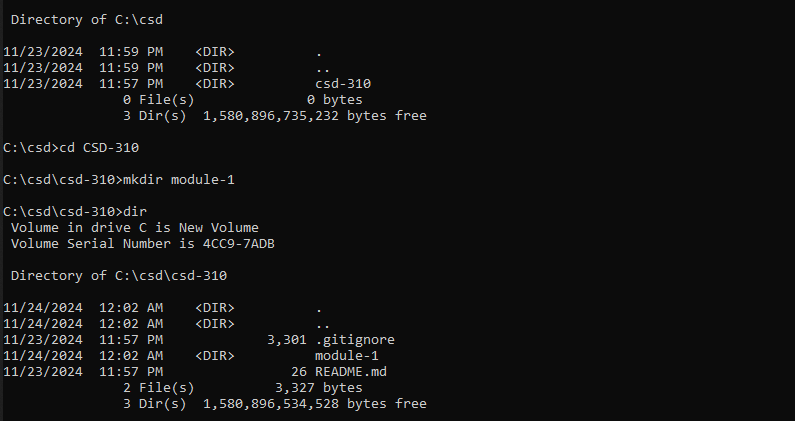 Directory of C:\csd
11/23/2024  11:59 PM    <DIR>          .
11/23/2024  11:59 PM    <DIR>          ..
11/23/2024  11:57 PM    <DIR>          csd-310
               0 File(s)              0 bytes
               3 Dir(s)  1,580,896,735,232 bytes free
C:\csd>cd CSD-310
C:\csd\csd-310>mkdir module-1
C:\csd\csd-310>dir
 Volume in drive C is New Volume
 Volume Serial Number is 4CC9-7ADB
 Directory of C:\csd\csd-310
11/24/2024  12:02 AM    <DIR>          .
11/24/2024  12:02 AM    <DIR>          ..
11/23/2024  11:57 PM             3,301 .gitignore
11/24/2024  12:02 AM    <DIR>          module-1
11/23/2024  11:57 PM                26 README.md
               2 File(s)          3,327 bytes
               3 Dir(s)  1,580,896,534,528 bytes free